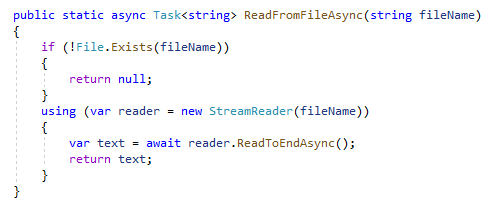 public static async Task<string> ReadFromFileAsync(string fileName)
{
    if (!File.Exists(fileName))
    {
        return null;
    }
    using (var reader = new StreamReader(fileName))
    {
        var text = await reader.ReadToEndAsync();
        return text;
    }
}